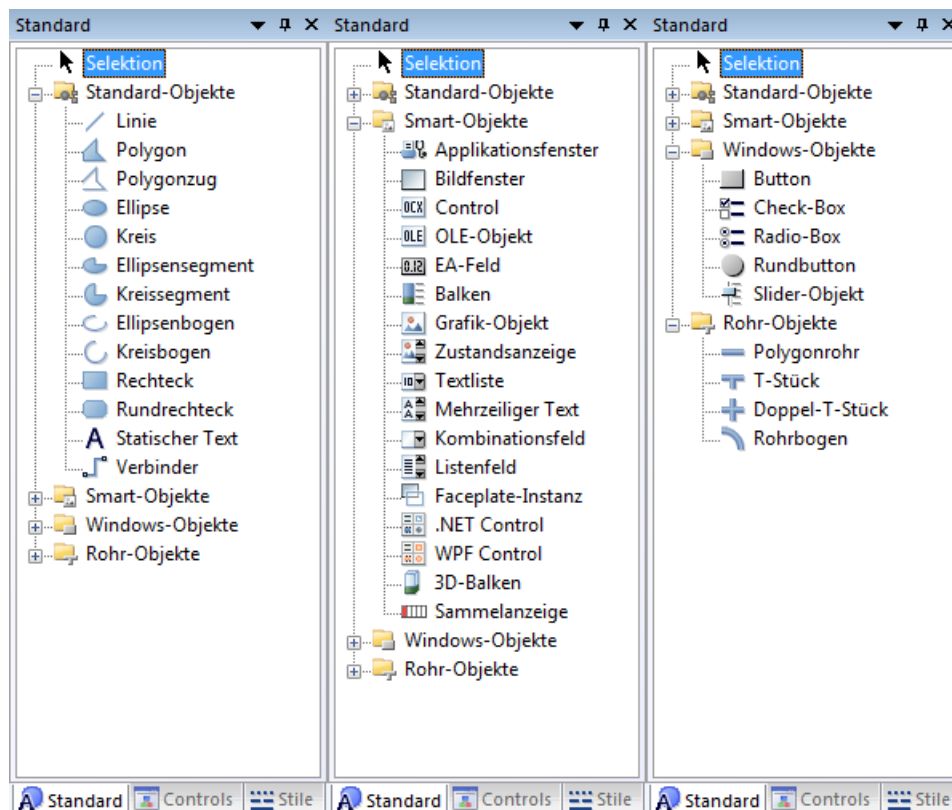 Standard
Selektion
Standard-Objekte
Linie
Polygon
Polygonzug
Ellipse
Kreis
Ellipsensegment
Kreissegment
Ellipsenbogen
Kreisbogen
Rechteck
Rundrechteck
A Statischer Text
Verbinder
Smart-Objekte
Windows-Objekte
Rohr-Objekte
A Standard Controls Stile
Standard
Selektion
Standard-Objekte
Smart-Objekte
Applikationsfenster
Bildfenster
OCX Control
OLE OLE-Objekt
0.12 EA-Feld
Balken
Grafik-Objekt
Zustandsanzeige
Textliste
Mehrzeiliger Text
Kombinationsfeld
Listenfeld
Faceplate-Instanz
.NET Control
WPF Control
3D-Balken
Sammelanzeige
Windows-Objekte
Rohr-Objekte
A Standard Controls Stile
Standard
Selektion
Standard-Objekte
Smart-Objekte
Windows-Objekte
Button
Check-Box
Radio-Box
Rundbutton
Slider-Objekt
Rohr-Objekte
Polygonrohr
T-Stück
Doppel-T-Stück
Rohrbogen
A Standard Controls Stile